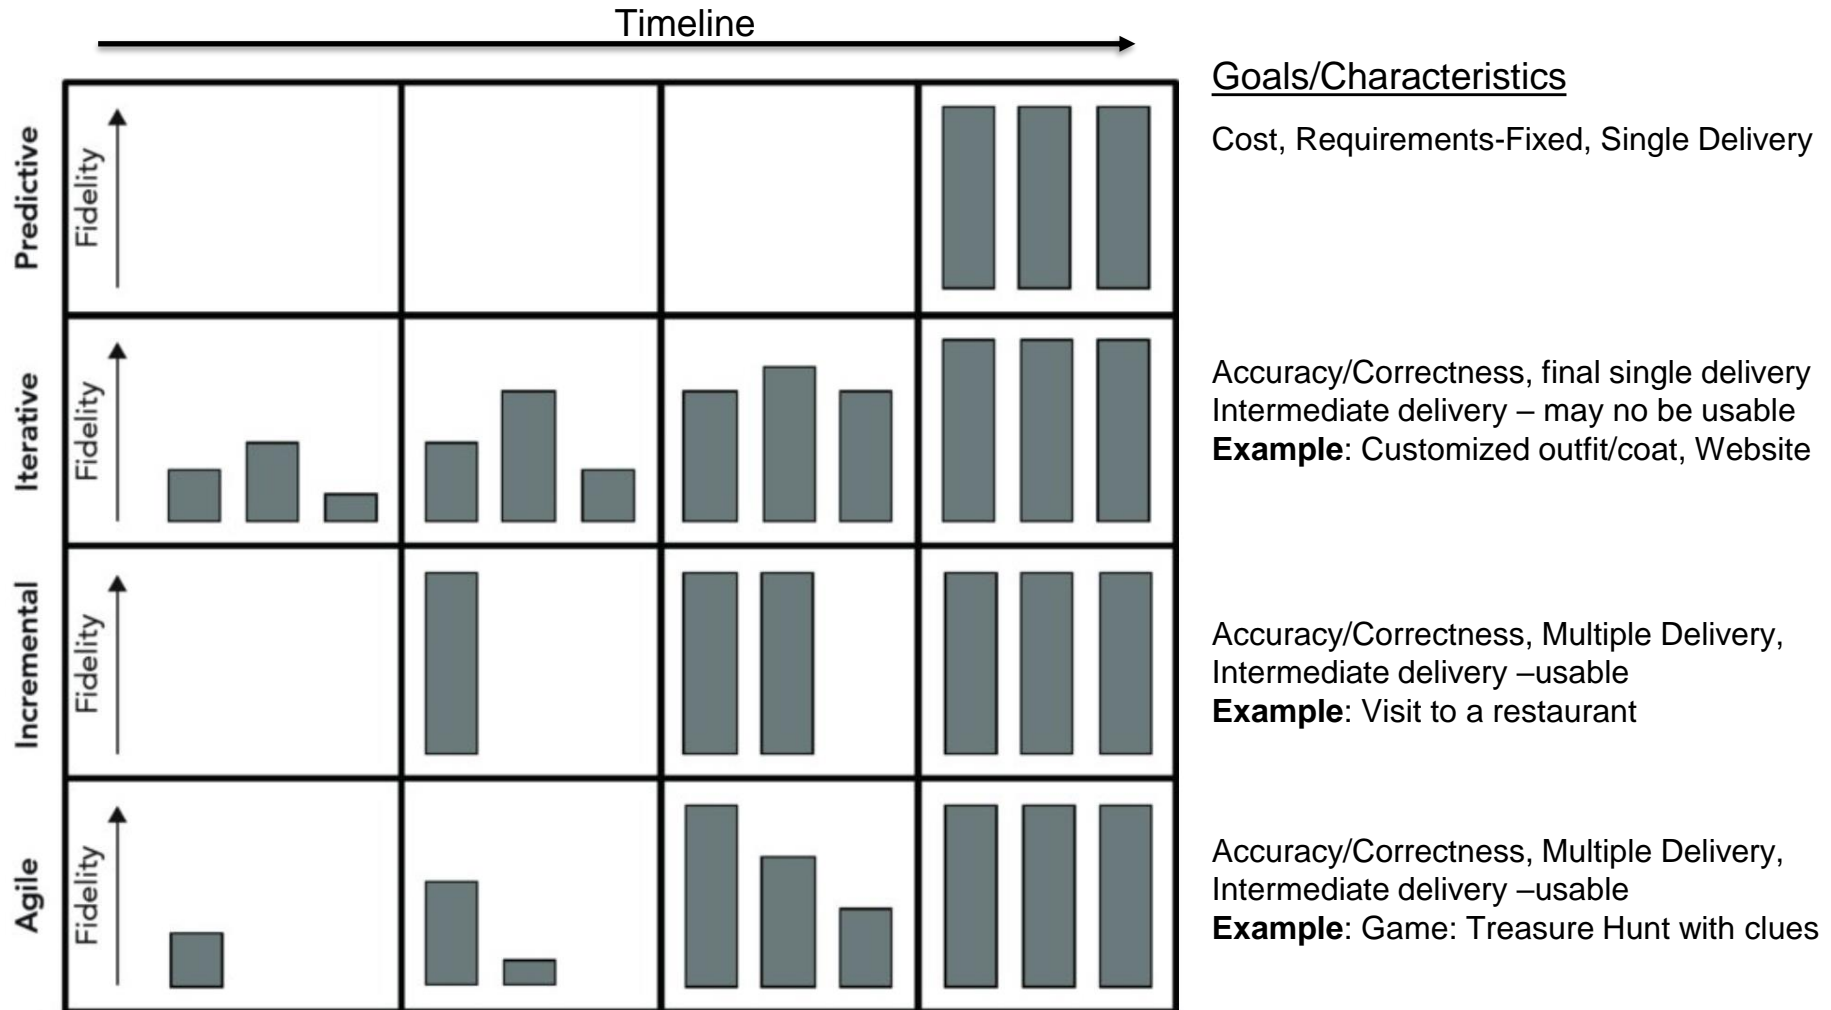 Timeline
Goals/Characteristics
Predictive
Fidelity
Cost, Requirements-Fixed, Single Delivery
Iterative
Fidelity
Accuracy/Correctness, final single delivery
Intermediate delivery – may no be usable
Example: Customized outfit/coat, Website
Incremental
Fidelity
Accuracy/Correctness, Multiple Delivery,
Intermediate delivery –usable
Example: Visit to a restaurant
Agile
Fidelity
Accuracy/Correctness, Multiple Delivery,
Intermediate delivery –usable
Example: Game: Treasure Hunt with clues